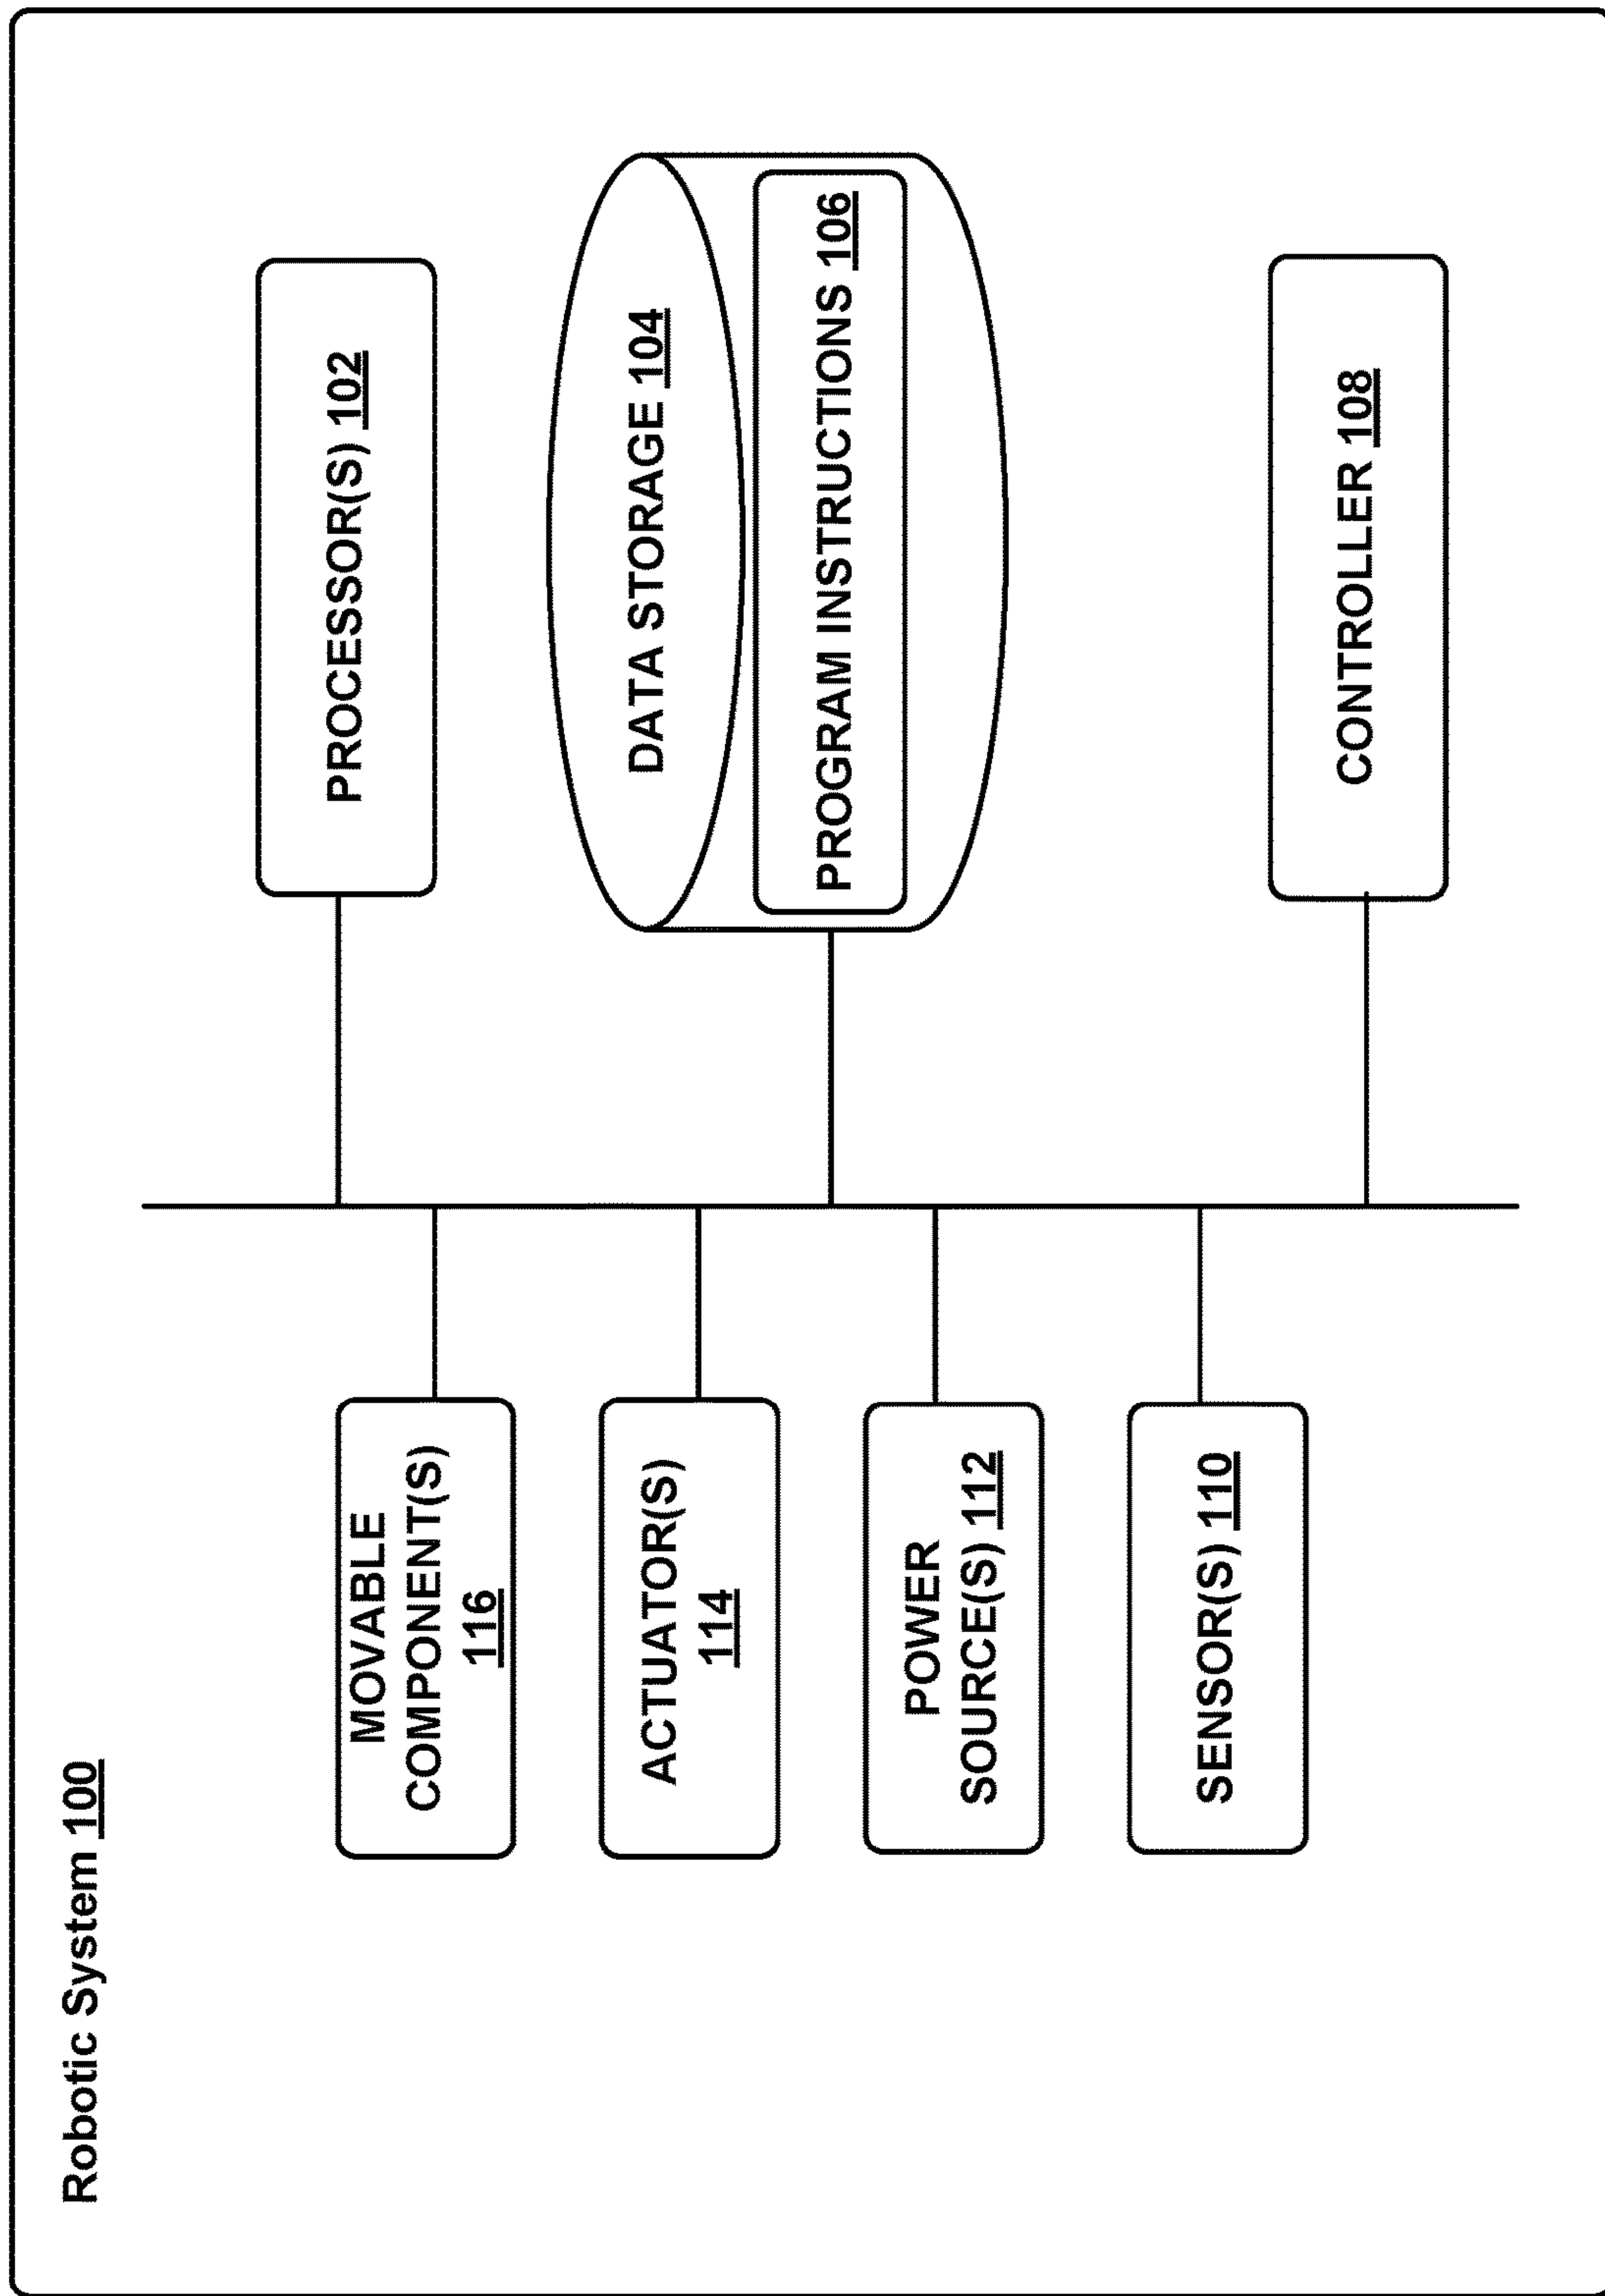 Robotic System 100
MOVABLE
COMPONENT(S)
116
ACTUATOR(S)
114
POWER
SOURCE(S) 112
SENSOR(S) 110
PROCESSOR(S) 102
DATA STORAGE 104
PROGRAM INSTRUCTIONS 106
CONTROLLER 108